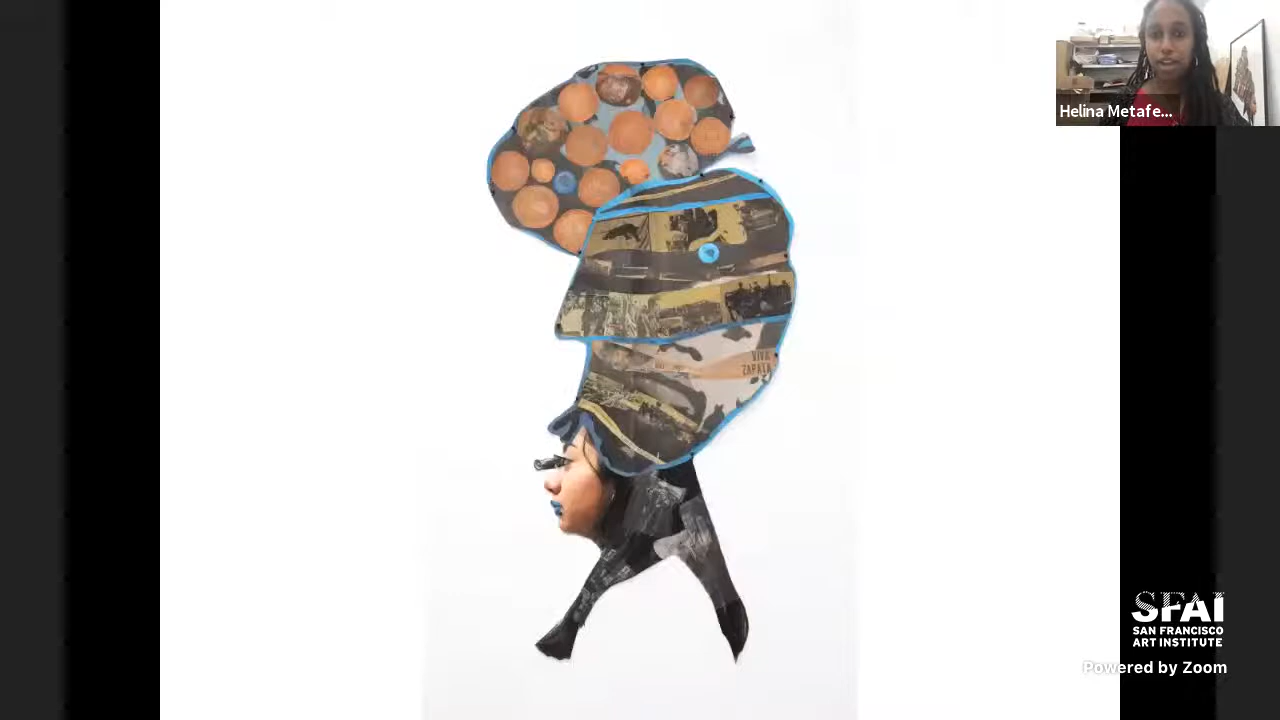 Helina Metafe...
VIVA
ZAPATA
SFAI
SAN FRANCISCO
ART INSTITUTE
Powered by Zoom